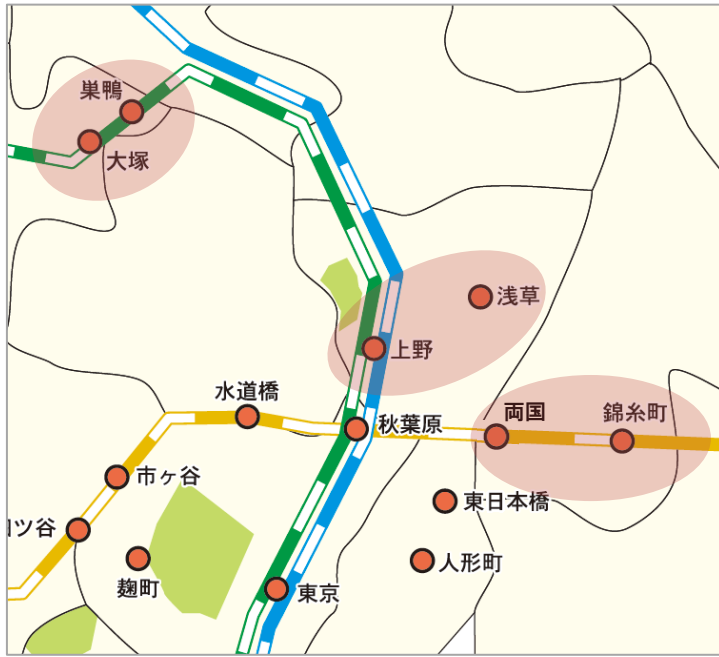 巣鴨
大塚
浅草
上野
水道橋
秋葉原
両国
錦糸町
市ヶ谷
東日本橋
ツ谷
麹町
人形町
東京